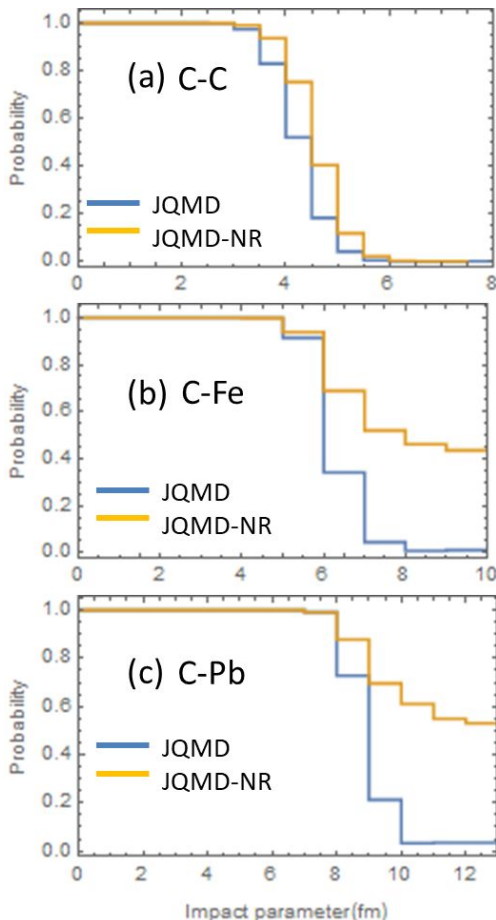 1.0
0.8
0.6
0.4
0.2
0.0
Probability
(a) C-C
JQMD
JQMD-NR
0 2 4 6 8
1.0
0.8
0.6
0.4
0.2
0.0
Probability
(b) C-Fe
JQMD
JQMD-NR
0 2 4 6 8 10
1.0
0.8
0.6
0.4
0.2
0.0
Probability
(c) C-Pb
JQMD
JQMD-NR
0 2 4 6 8 10 12
Impact parameter(fm)